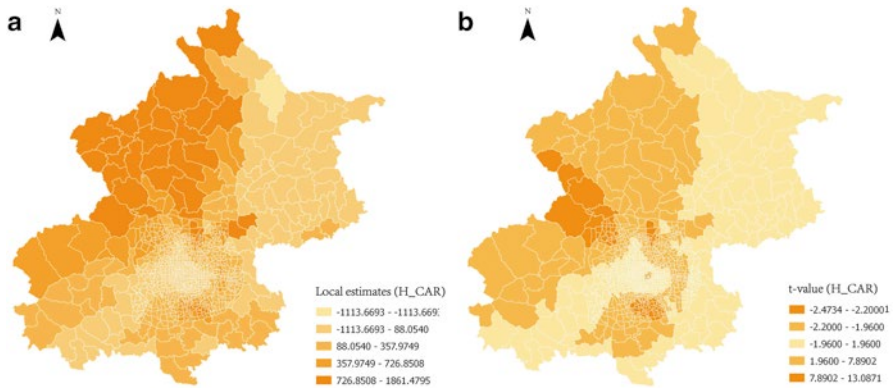 a
N
Local estimates (H_CAR)
-1113.6693 - -1113.669
-1113.6693 - 88.0540
88.0540 - 357.9749
357.9749 - 726.8508
726.8508 - 1861.4795
b
N
t-value (H_CAR)
-2.4734 - -2.20001
-2.2000 - -1.9600
-1.9600 - 1.9600
1.9600 - 7.8902
7.8902 - 13.0871